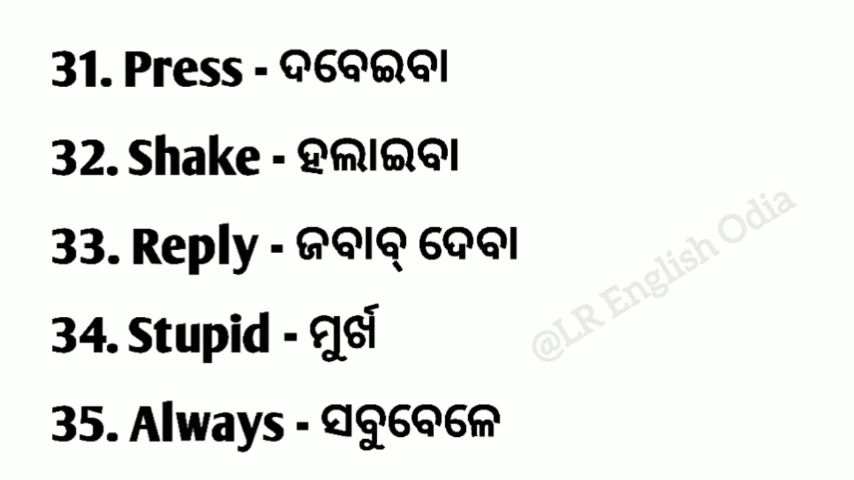 31. Press - ଦବେଇବା
32. Shake - ହଲାଇବା
33. Reply - ଜବାବ୍ ଦେବା
34. Stupid - ମୁର୍ଖ
35. Always - ସବୁବେଳେ
@LR English Odia